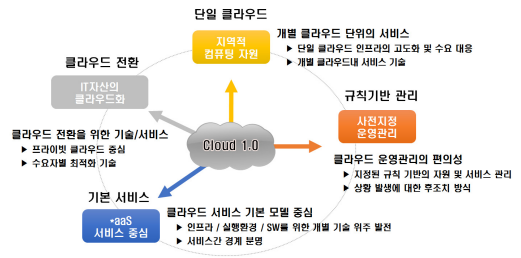 단일 클라우드
지역적
컴퓨팅 자원
개별 클라우드 단위의 서비스
▶ 단일 클라우드 인프라의 고도화 및 수요 대응
▶ 개별 클라우드내 서비스 기술
클라우드 전환
IT자산의
클라우드화
클라우드 전환을 위한 기술/서비스
▶ 프라이빗 클라우드 중심
▶ 수요자별 최적화 기술
Cloud 1.0
규칙기반 관리
사전지정
운영관리
클라우드 운영관리의 편의성
▶ 지정된 규칙 기반의 자원 및 서비스 관리
▶ 상황 발생에 대한 후조치 방식
기본 서비스
*aaS
서비스 중심
클라우드 서비스 기본 모델 중심
▶ 인프라 / 실행환경 / SW를 위한 개별 기술 위주 발전
▶ 서비스간 경계 분명